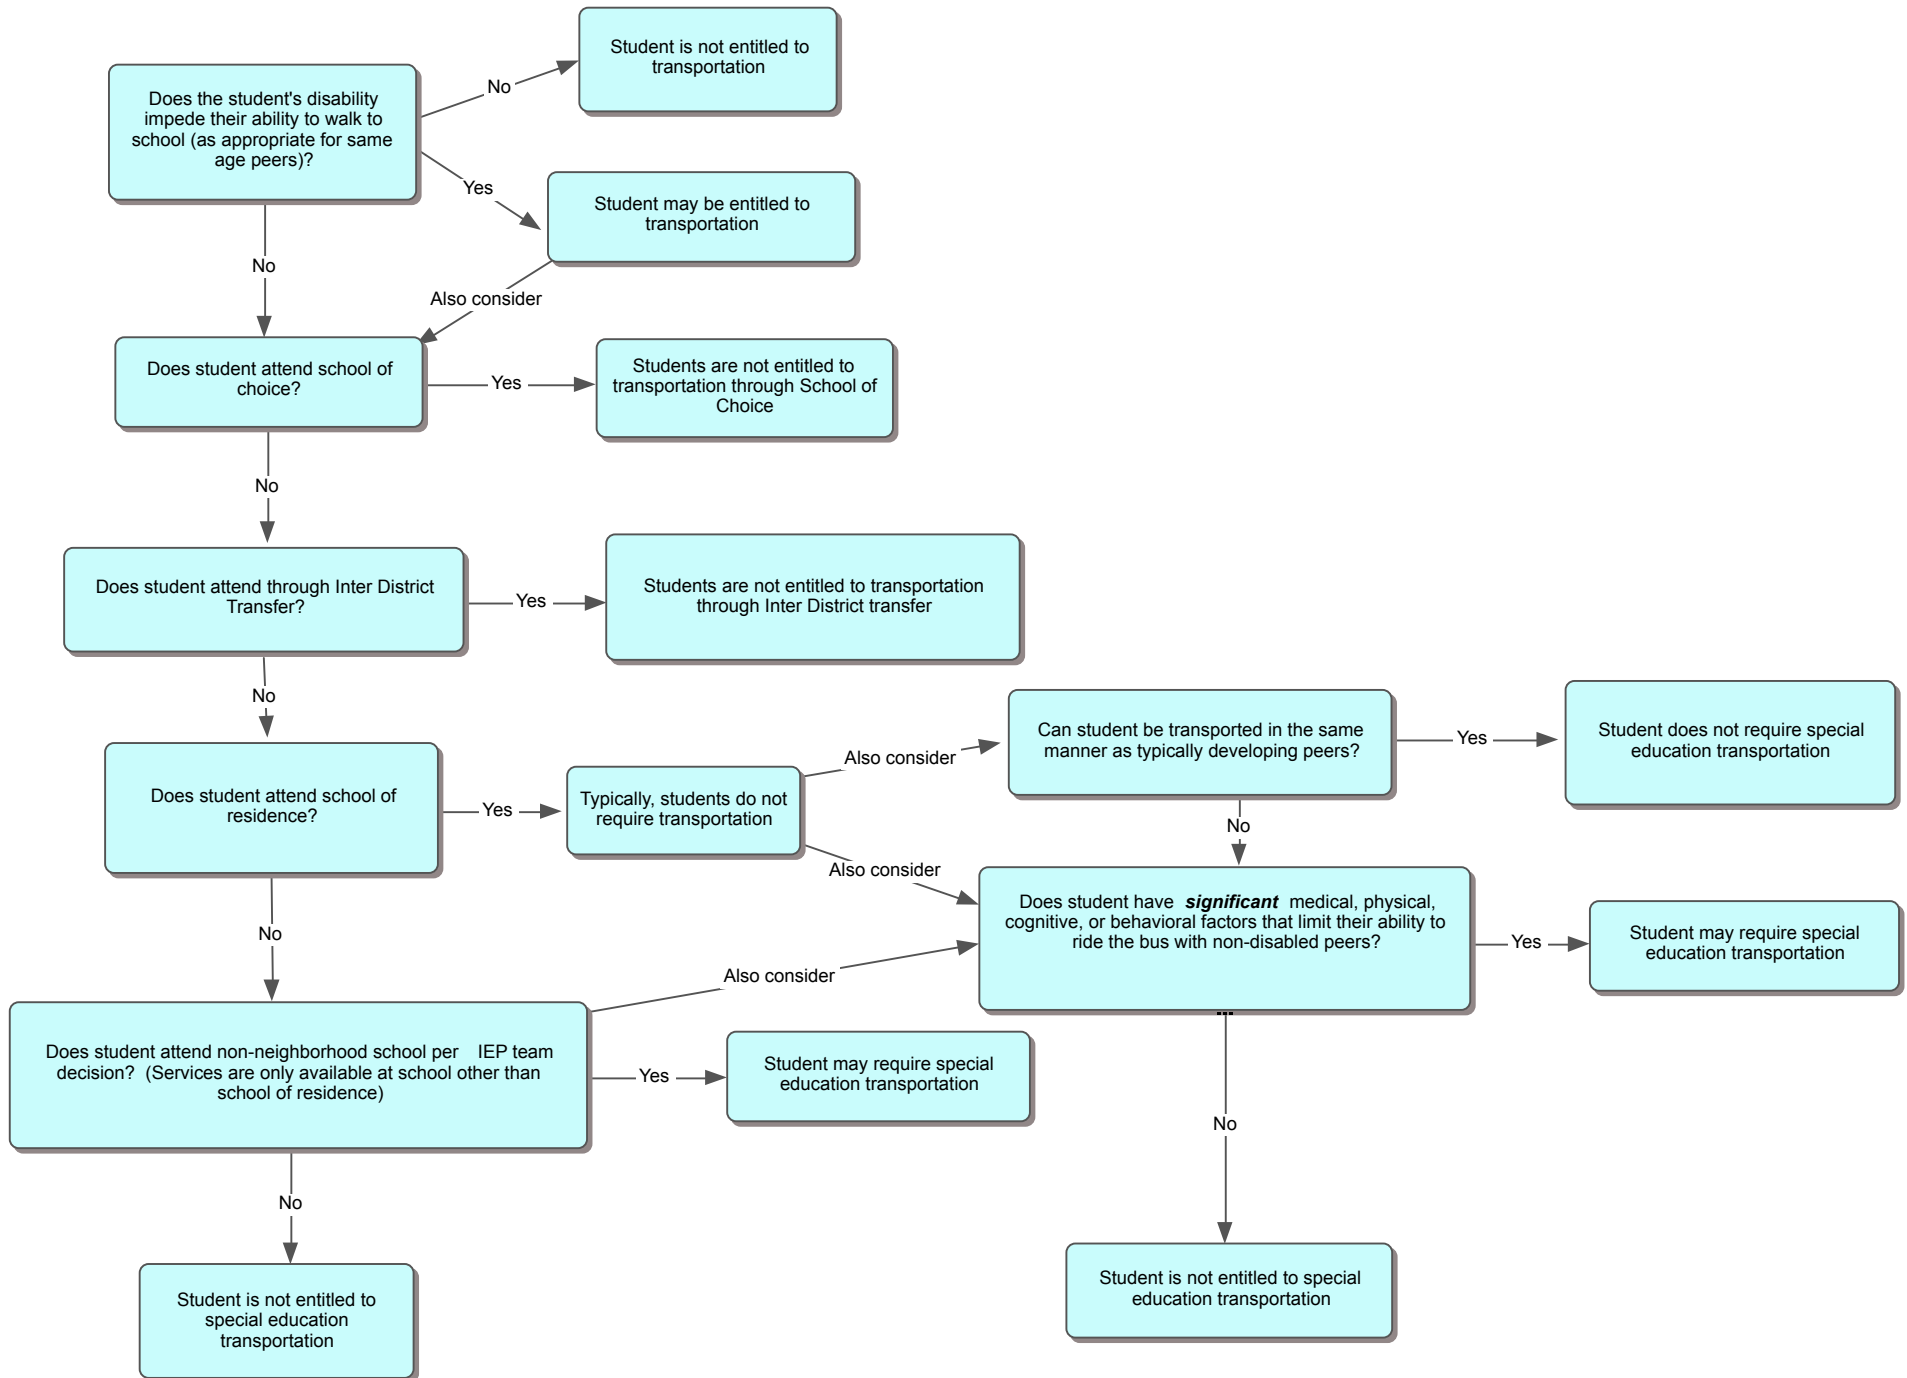 Student is not entitled to
transportation
No
Does the student's disability
impede their ability to walk to
school (as appropriate for same
age peers)?
Yes
Student may be entitled to
transportation
No
Also consider
Does student attend school of
choice?
Yes
Students are not entitled to
transportation through School of
Choice
No
Does student attend through Inter District
Transfer?
Yes
Students are not entitled to transportation
through Inter District transfer
No
Does student attend school of
residence?
Yes
Typically, students do not
require transportation
Also consider
Can student be transported in the same
manner as typically developing peers?
Yes
Student does not require special
education transportation
No
Also consider
Does student have significant medical, physical,
cognitive, or behavioral factors that limit their ability to
ride the bus with non-disabled peers?
Yes
Student may require special
education transportation
No
Also consider
Does student attend non-neighborhood school per IEP team
decision? (Services are only available at school other than
school of residence)
Yes
Student may require special
education transportation
No
No
Student is not entitled to
special education
transportation
Student is not entitled to special
education transportation